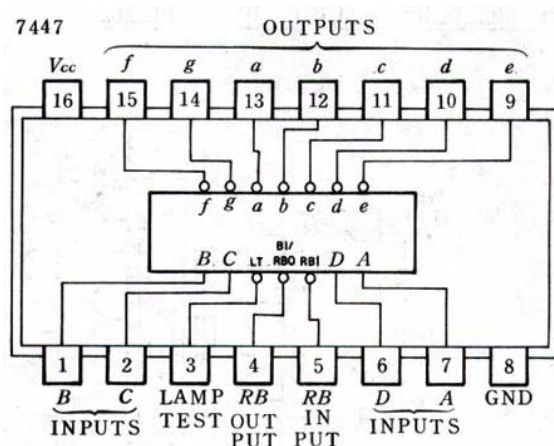 7447 OUTPUTS
Vcc f g a b c d e
16 15 14 13 12 11 10 9
f g a b c d e
BI/
B C LT RBO RBI D A
1 2 3 4 5 6 7 8
B C LAMP RB RB D A GND
INPUTS TEST OUT IN INPUTS
PUT PUT